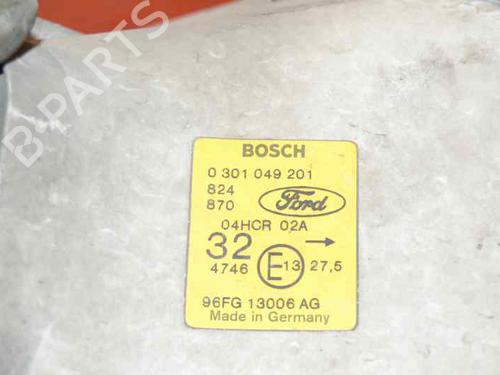 B-PARTS
BOSCH
0 301 049 201
824
870 Ford
04HCR 02A
32 →
4746 E 13 27,5
96FG 13006 AG
Made in Germany